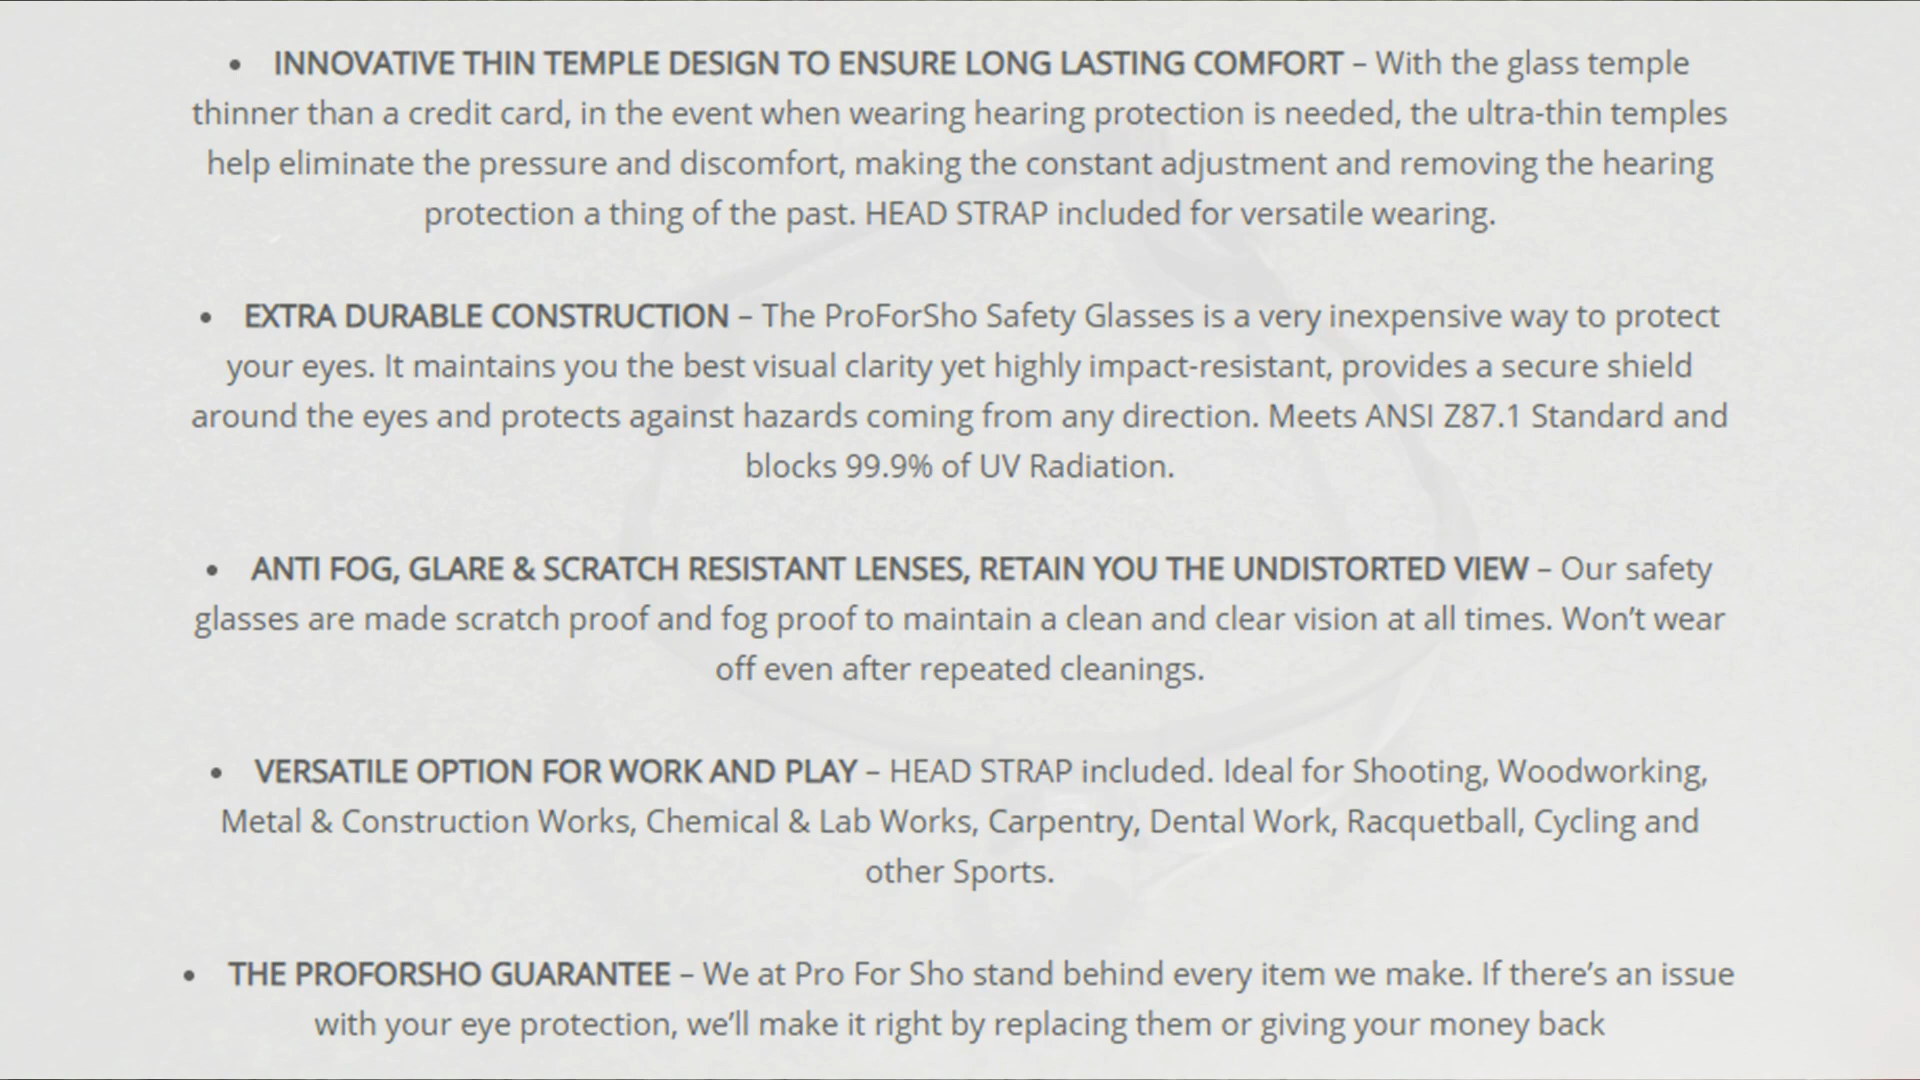 • INNOVATIVE THIN TEMPLE DESIGN TO ENSURE LONG LASTING COMFORT – With the glass temple
thinner than a credit card, in the event when wearing hearing protection is needed, the ultra-thin temples
help eliminate the pressure and discomfort, making the constant adjustment and removing the hearing
protection a thing of the past. HEAD STRAP included for versatile wearing.
• EXTRA DURABLE CONSTRUCTION – The ProForSho Safety Glasses is a very inexpensive way to protect
your eyes. It maintains you the best visual clarity yet highly impact-resistant, provides a secure shield
around the eyes and protects against hazards coming from any direction. Meets ANSI Z87.1 Standard and
blocks 99.9% of UV Radiation.
• ANTI FOG, GLARE & SCRATCH RESISTANT LENSES, RETAIN YOU THE UNDISTORTED VIEW – Our safety
glasses are made scratch proof and fog proof to maintain a clean and clear vision at all times. Won’t wear
off even after repeated cleanings.
• VERSATILE OPTION FOR WORK AND PLAY – HEAD STRAP included. Ideal for Shooting, Woodworking,
Metal & Construction Works, Chemical & Lab Works, Carpentry, Dental Work, Racquetball, Cycling and
other Sports.
• THE PROFORSHO GUARANTEE – We at Pro For Sho stand behind every item we make. If there’s an issue
with your eye protection, we’ll make it right by replacing them or giving your money back